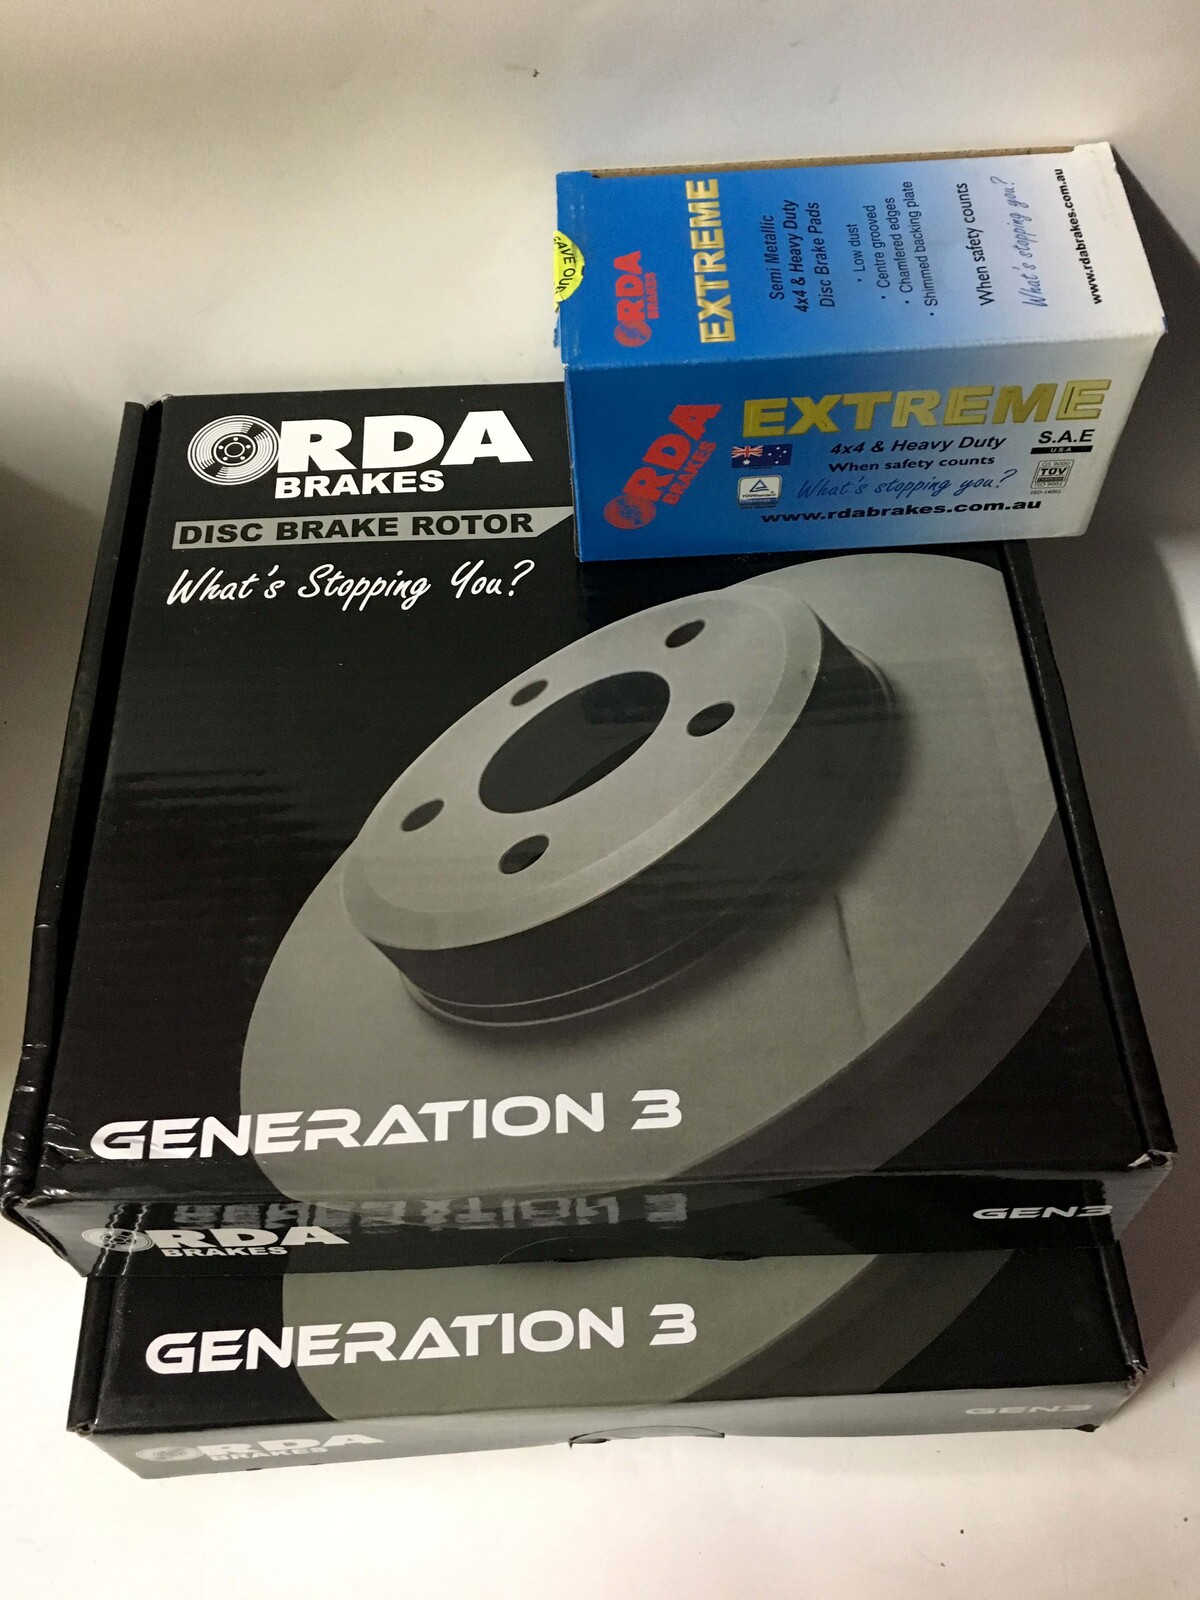 RDA
BRAKES
EXTREME
Semi Metallic
4x4 & Heavy Duty
Disc Brake Pads
• Low dust
• Centre grooved
• Chamfered edges
• Shimmed backing plate
When safety counts
What's stopping you?
www.rdabrakes.com.au
RDA
BRAKES
EXTREME
4x4 & Heavy Duty
When safety counts
What's stopping you?
www.rdabrakes.com.au
S.A.E
USA
TÜV
RDA
BRAKES
DISC BRAKE ROTOR
What's Stopping You?
GENERATION 3
RDA
BRAKES
GEN3
GENERATION 3
RDA
BRAKES
GEN3